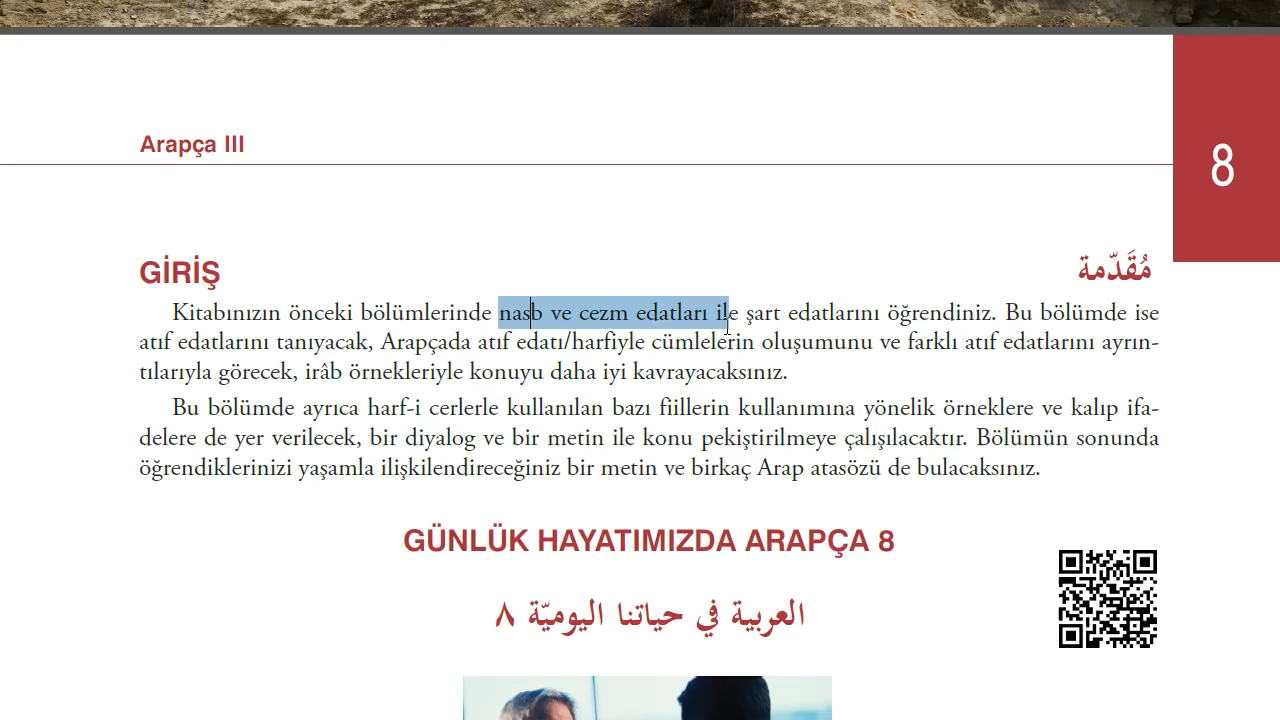 Arapça III
8
GİRİŞ
مُقَدّمة
Kitabınızın önceki bölümlerinde nasb ve cezm edatları ile şart edatlarını öğrendiniz. Bu bölümde ise
atıf edatlarını tanıyacak, Arapçada atıf edatı/harfiyle cümlelerin oluşumunu ve farklı atıf edatlarını ayrın-
tılarıyla görecek, irâb örnekleriyle konuyu daha iyi kavrayacaksınız.
Bu bölümde ayrıca harf-i cerlerle kullanılan bazı fiillerin kullanımına yönelik örneklere ve kalıp ifa-
delere de yer verilecek, bir diyalog ve bir metin ile konu pekiştirilmeye çalışılacaktır. Bölümün sonunda
öğrendiklerinizi yaşamla ilişkilendireceğiniz bir metin ve birkaç Arap atasözü de bulacaksınız.
GÜNLÜK HAYATIMIZDA ARAPÇA 8
العربية في حياتنا اليوميّة ٨